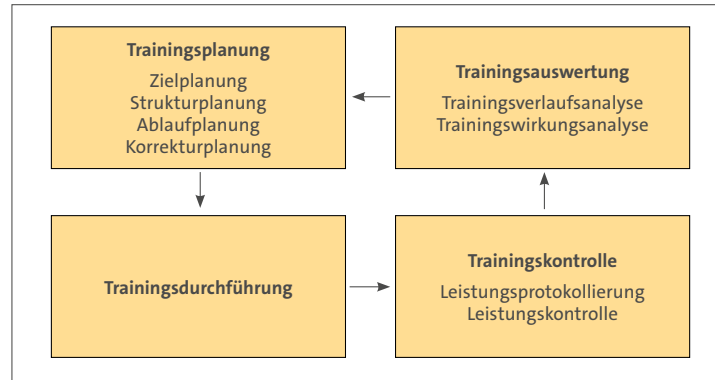 Trainingsplanung
Zielplanung
Strukturplanung
Ablaufplanung
Korrekturplanung
Trainingsauswertung
Trainingsverlaufsanalyse
Trainingswirkungsanalyse
Trainingsdurchführung
Trainingskontrolle
Leistungsprotokollierung
Leistungskontrolle